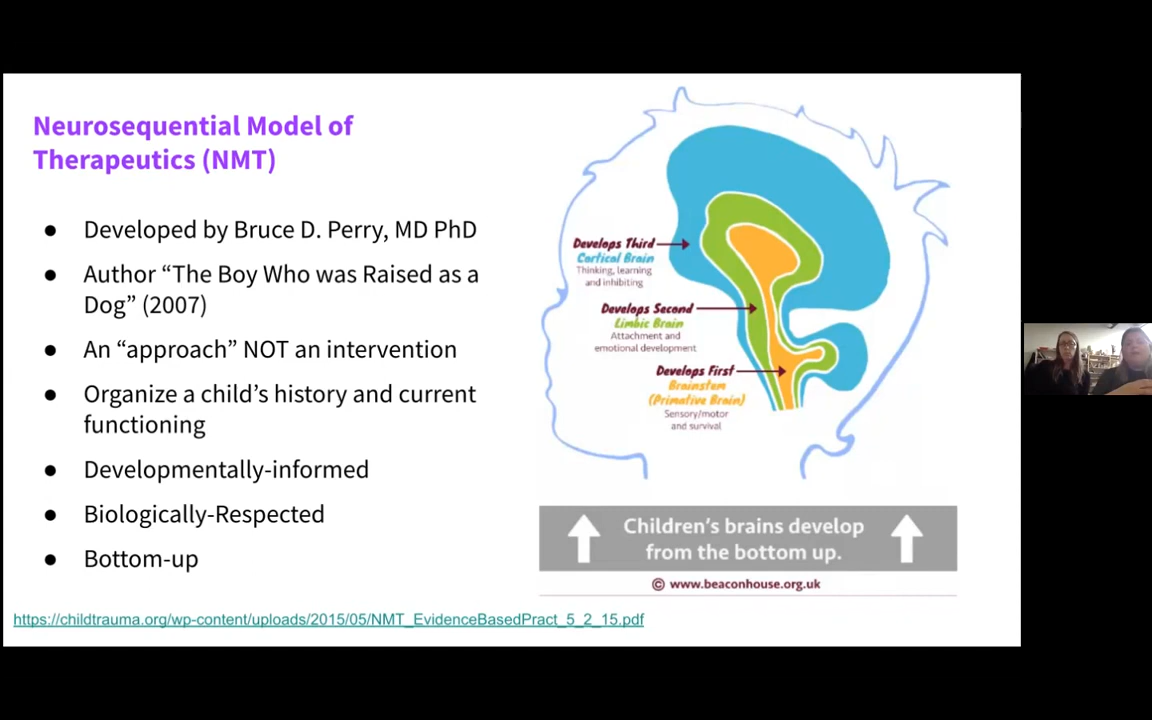 Neurosequential Model of
Therapeutics (NMT)
● Developed by Bruce D. Perry, MD PhD
● Author “The Boy Who was Raised as a
Dog” (2007)
● An “approach” NOT an intervention
● Organize a child’s history and current
functioning
● Developmentally-informed
● Biologically-Respected
● Bottom-up
Develops Third
Cortical Brain
Thinking, learning
and inhibiting
Develops Second
Limbic Brain
Attachment and
emotional development
Develops First
Brainstem
(Primative Brain)
Sensory/motor
and survival
Children’s brains develop
from the bottom up.
© www.beaconhouse.org.uk
https://childtrauma.org/wp-content/uploads/2015/05/NMT_EvidenceBasedPract_5_2_15.pdf